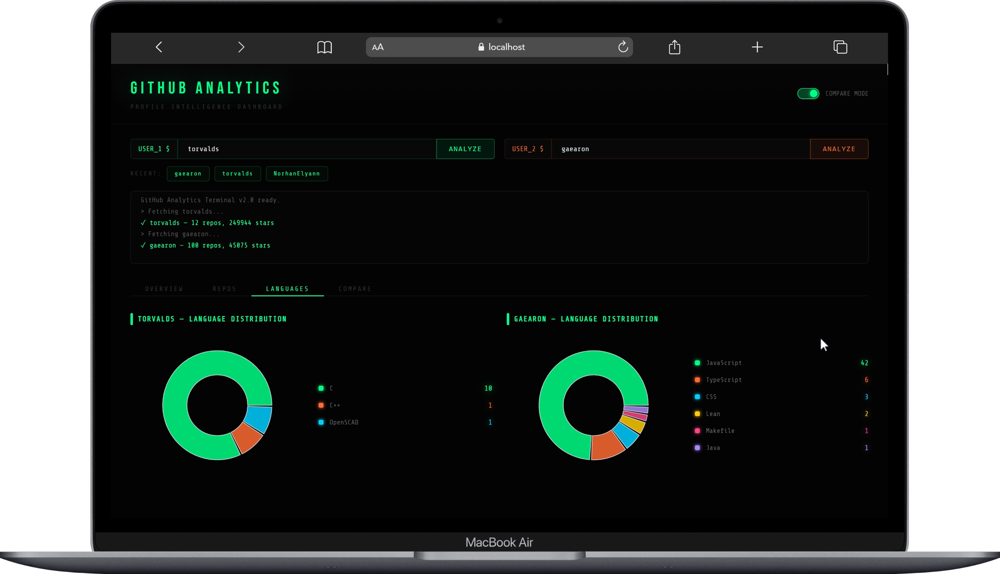 AA localhost
GITHUB ANALYTICS
PROFILE INTELLIGENCE DASHBOARD
COMPARE MODE
USER_1 $ torvalds ANALYZE
USER_2 $ gaearon ANALYZE
RECENT: gaearon torvalds NorhanElyann
GitHub Analytics Terminal v2.0 ready.
> Fetching torvalds...
✓ torvalds — 12 repos, 249944 stars
> Fetching gaearon...
✓ gaearon — 100 repos, 45075 stars
OVERVIEW REPOS LANGUAGES COMPARE
TORVALDS — LANGUAGE DISTRIBUTION
C 10
C++ 1
OpenSCAD 1
GAEARON — LANGUAGE DISTRIBUTION
JavaScript 42
TypeScript 6
CSS 3
Lean 2
Makefile 1
Java 1
MacBook Air